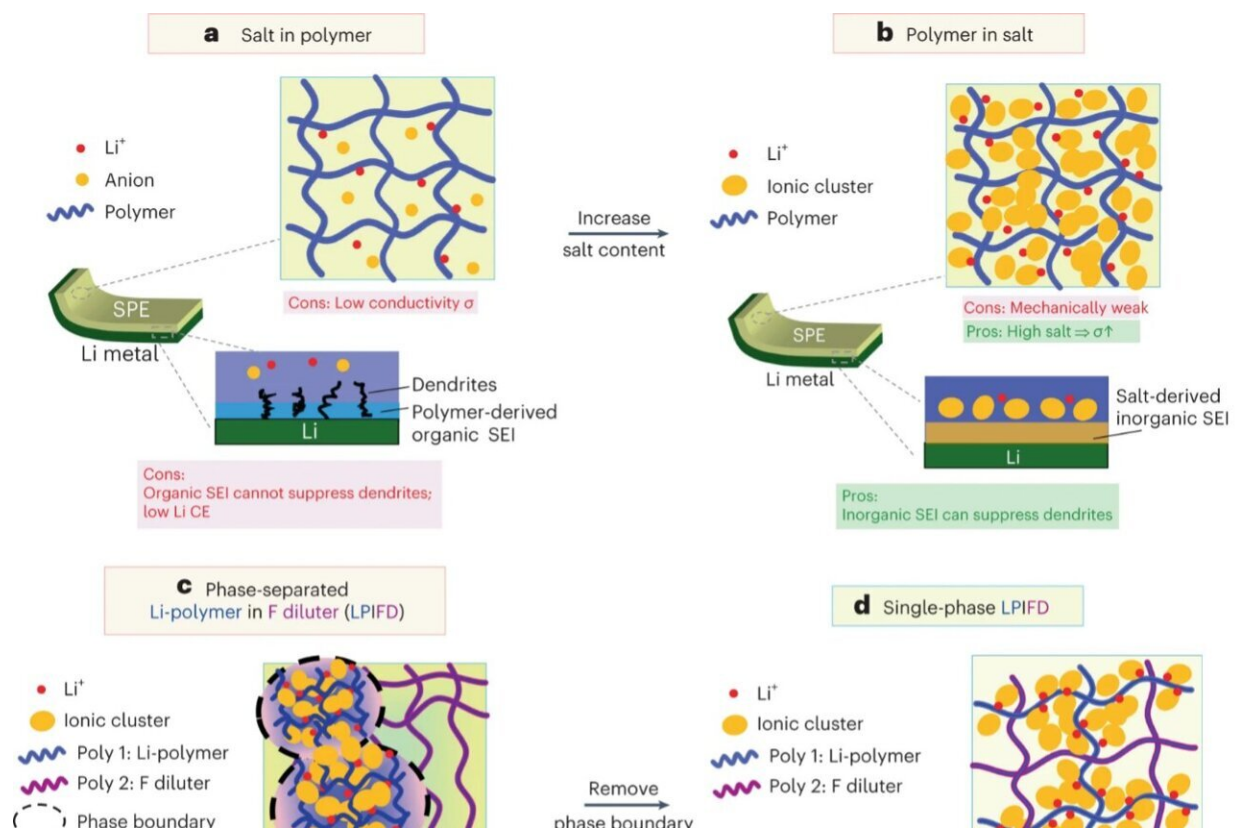 a Salt in polymer
Li⁺
Anion
Polymer
SPE
Li metal
Cons: Low conductivity σ
Dendrites
Polymer-derived
organic SEI
Li
Cons:
Organic SEI cannot suppress dendrites;
low Li CE
Increase
salt content
b Polymer in salt
Li⁺
Ionic cluster
Polymer
SPE
Li metal
Cons: Mechanically weak
Pros: High salt ⇒ σ↑
Salt-derived
inorganic SEI
Li
Pros:
Inorganic SEI can suppress dendrites
c Phase-separated
Li-polymer in F diluter (LPIFD)
Li⁺
Ionic cluster
Poly 1: Li-polymer
Poly 2: F diluter
Phase boundary
Remove
phase boundary
d Single-phase LPIFD
Li⁺
Ionic cluster
Poly 1: Li-polymer
Poly 2: F diluter